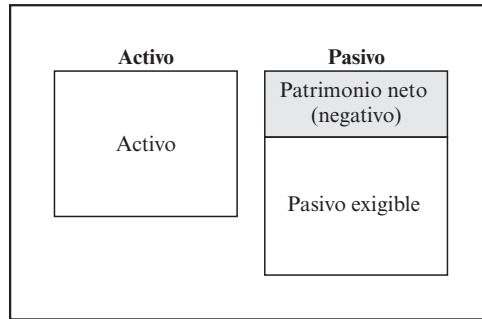 Activo
Pasivo
Activo
Patrimonio neto
(negativo)
Pasivo exigible